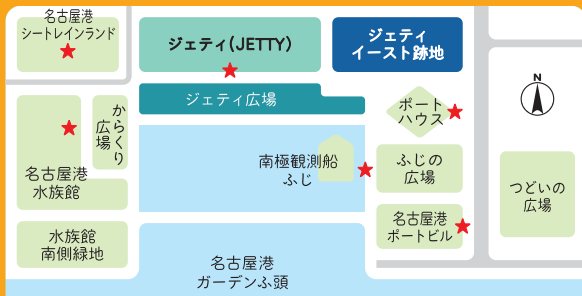 名古屋港
シートレインランド
ジェティ(JETTY)
ジェティ
イースト跡地
N
ジェティ広場
ポート
ハウス
からくり
広場
名古屋港
水族館
南極観測船
ふじ
ふじの
広場
つどいの
広場
水族館
南側緑地
名古屋港
ポートビル
名古屋港
ガーデンふ頭